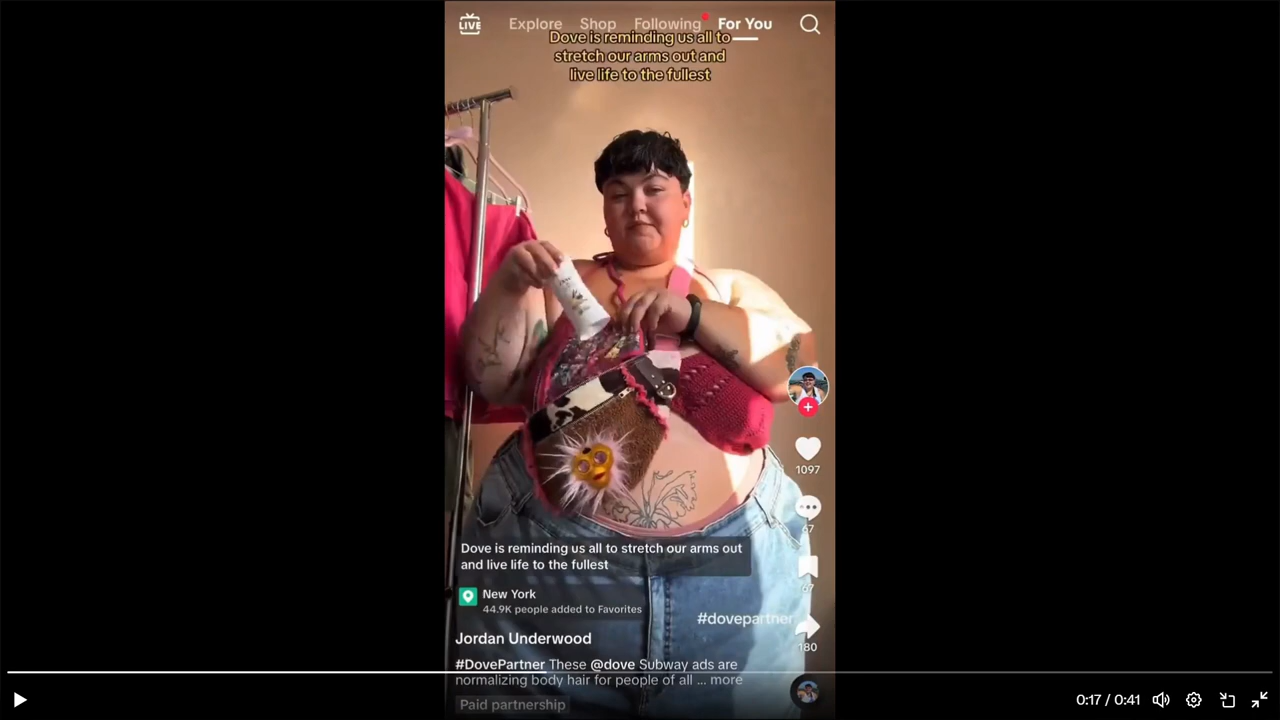 LIVE
Explore Shop Following For You
Dove is reminding us all to
stretch our arms out and
live life to the fullest
1097
67
Dove is reminding us all to stretch our arms out
and live life to the fullest
67
New York
44.9K people added to Favorites
#dovepartner
Jordan Underwood
180
#DovePartner These @dove Subway ads are
normalizing body hair for people of all ... more
Paid partnership
0:17 / 0:41